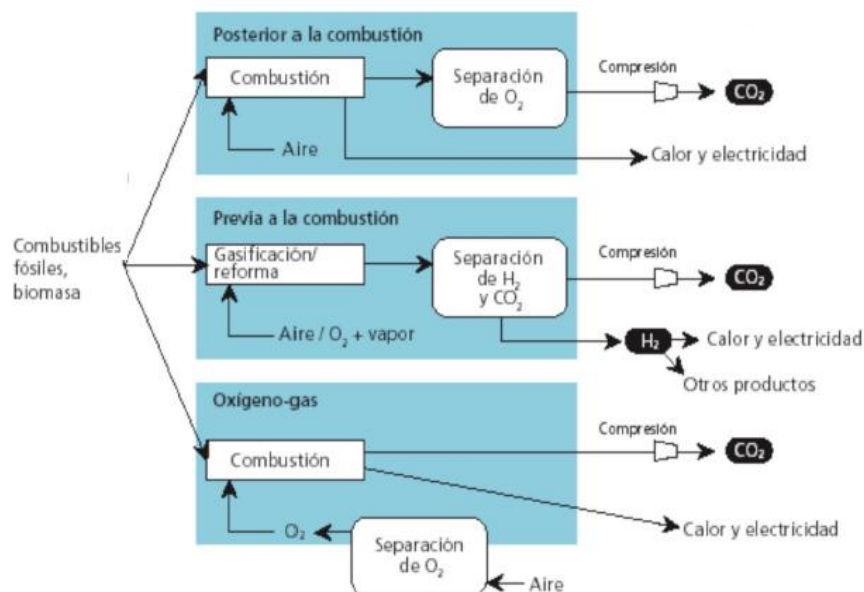 Posterior a la combustión
Combustión
Separación
de O₂
Compresión
CO₂
Aire
Calor y electricidad
Previa a la combustión
Combustibles
fósiles,
biomasa
Gasificación/
reforma
Separación
de H₂
y CO₂
Compresión
CO₂
Aire / O₂ + vapor
H₂
Calor y electricidad
Otros productos
Oxígeno-gas
Combustión
Compresión
CO₂
O₂
Separación
de O₂
Calor y electricidad
Aire